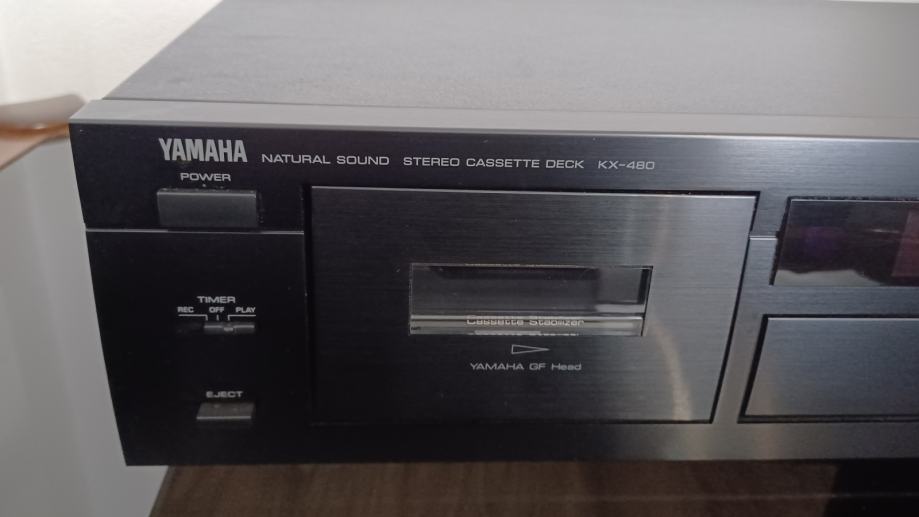 YAMAHA NATURAL SOUND STEREO CASSETTE DECK KX-480
POWER
TIMER
REC OFF PLAY
EJECT
Cassette Stabilizer
YAMAHA GF Head